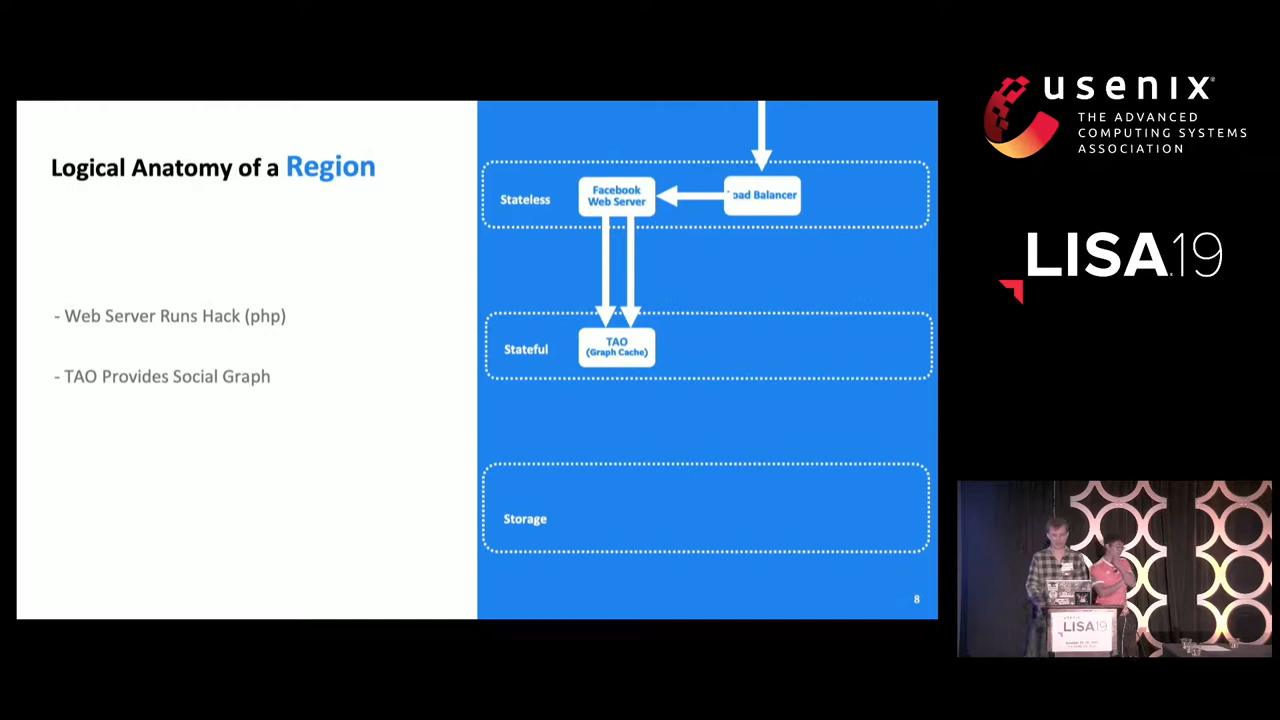 Logical Anatomy of a Region
- Web Server Runs Hack (php)
- TAO Provides Social Graph
Stateless
Facebook
Web Server
oad Balancer
Stateful
TAO
(Graph Cache)
Storage
8
usenix
THE ADVANCED
COMPUTING SYSTEMS
ASSOCIATION
LISA19
LISA19